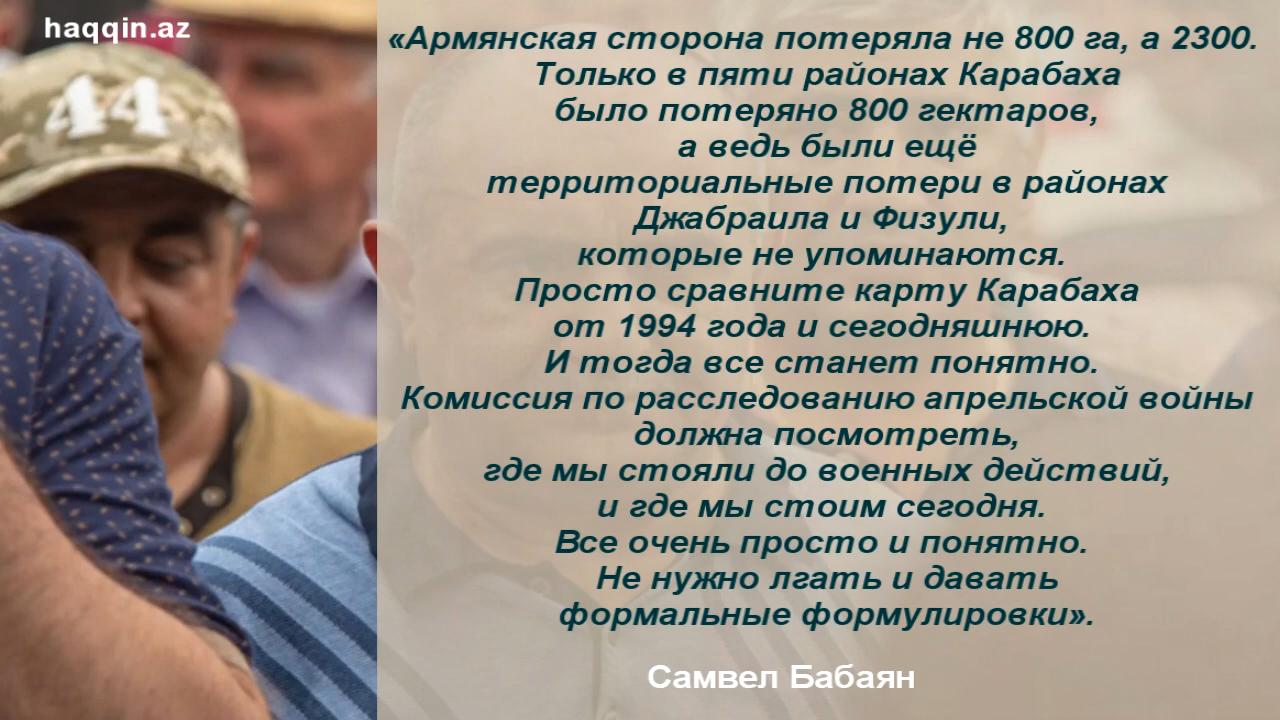 haqqin.az
44
«Армянская сторона потеряла не 800 га, а 2300.
Только в пяти районах Карабаха
было потеряно 800 гектаров,
а ведь были ещё
территориальные потери в районах
Джабраила и Физули,
которые не упоминаются.
Просто сравните карту Карабаха
от 1994 года и сегодняшнюю.
И тогда все станет понятно.
Комиссия по расследованию апрельской войны
должна посмотреть,
где мы стояли до военных действий,
и где мы стоим сегодня.
Все очень просто и понятно.
Не нужно лгать и давать
формальные формулировки».
Самвел Бабаян